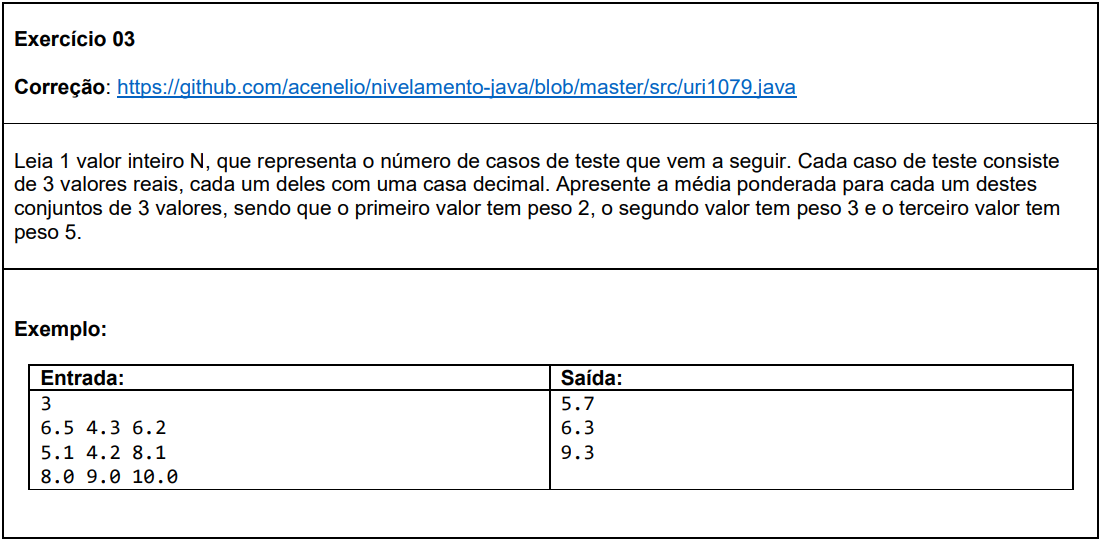 Exercício 03
Correção: https://github.com/acenelio/nivelamento-java/blob/master/src/uri1079.java
Leia 1 valor inteiro N, que representa o número de casos de teste que vem a seguir. Cada caso de teste consiste
de 3 valores reais, cada um deles com uma casa decimal. Apresente a média ponderada para cada um destes
conjuntos de 3 valores, sendo que o primeiro valor tem peso 2, o segundo valor tem peso 3 e o terceiro valor tem
peso 5.
Exemplo:
Entrada:
3
6.5 4.3 6.2
5.1 4.2 8.1
8.0 9.0 10.0
Saída:
5.7
6.3
9.3